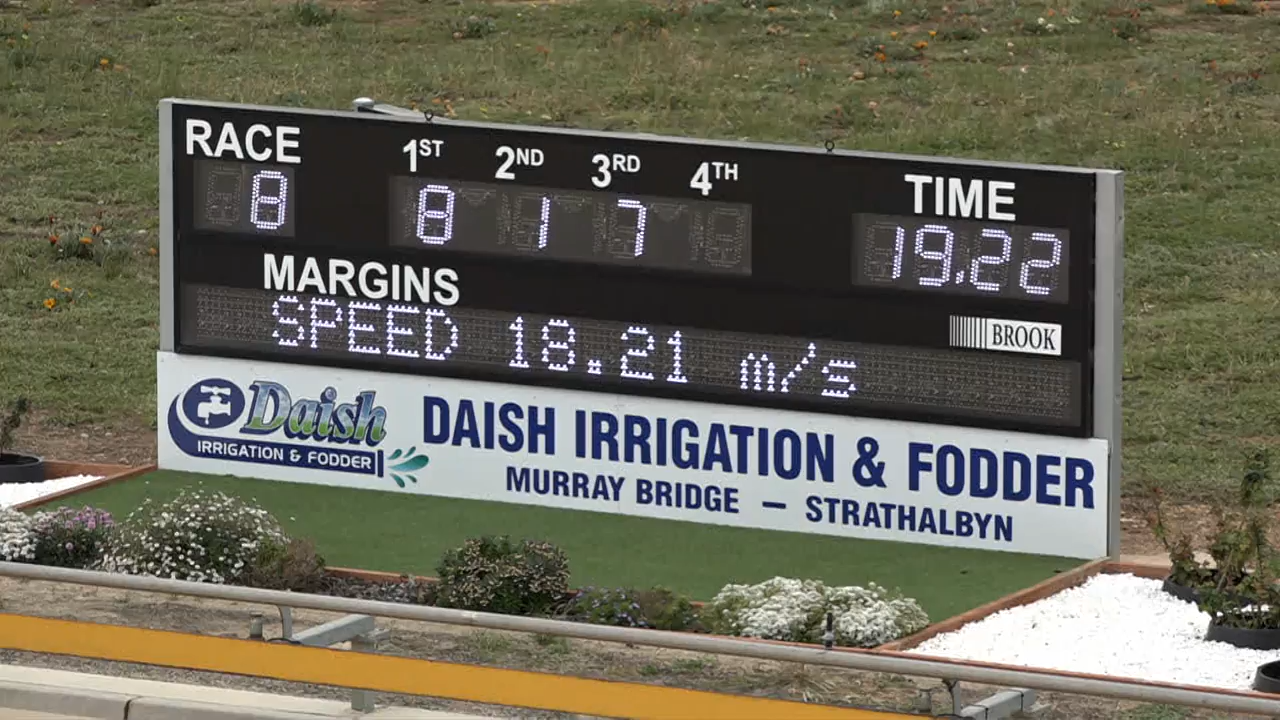 RACE 1ST 2ND 3RD 4TH TIME
8 8 1 7 19.22
MARGINS
SPEED 18.21 m/s
BROOK
Daish
IRRIGATION & FODDER
DAISH IRRIGATION & FODDER
MURRAY BRIDGE – STRATHALBYN